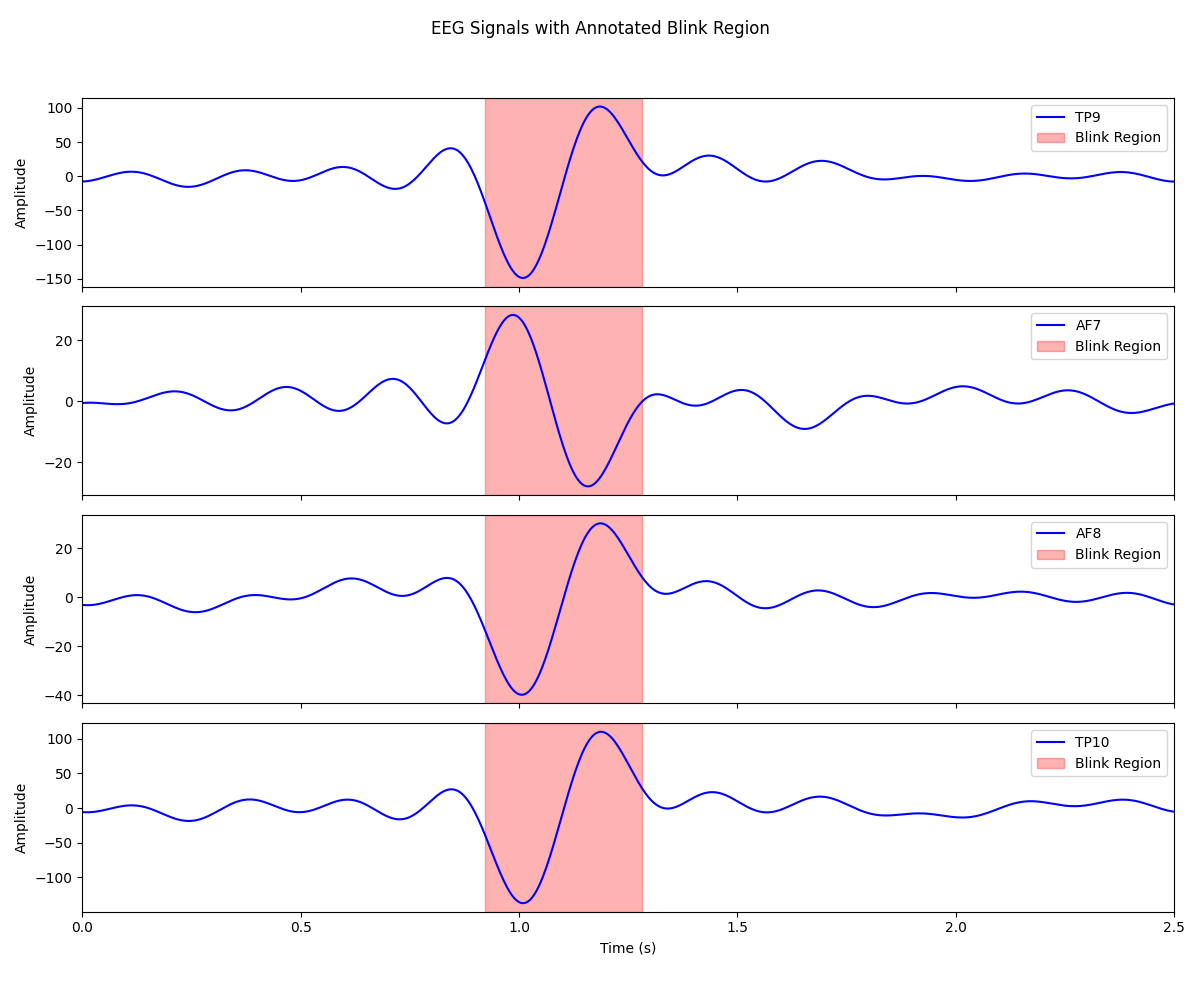 EEG Signals with Annotated Blink Region
100
50
0
−50
−100
−150
Amplitude
TP9
Blink Region
20
0
−20
Amplitude
AF7
Blink Region
20
0
−20
−40
Amplitude
AF8
Blink Region
100
50
0
−50
−100
Amplitude
TP10
Blink Region
0.0 0.5 1.0 1.5 2.0 2.5
Time (s)